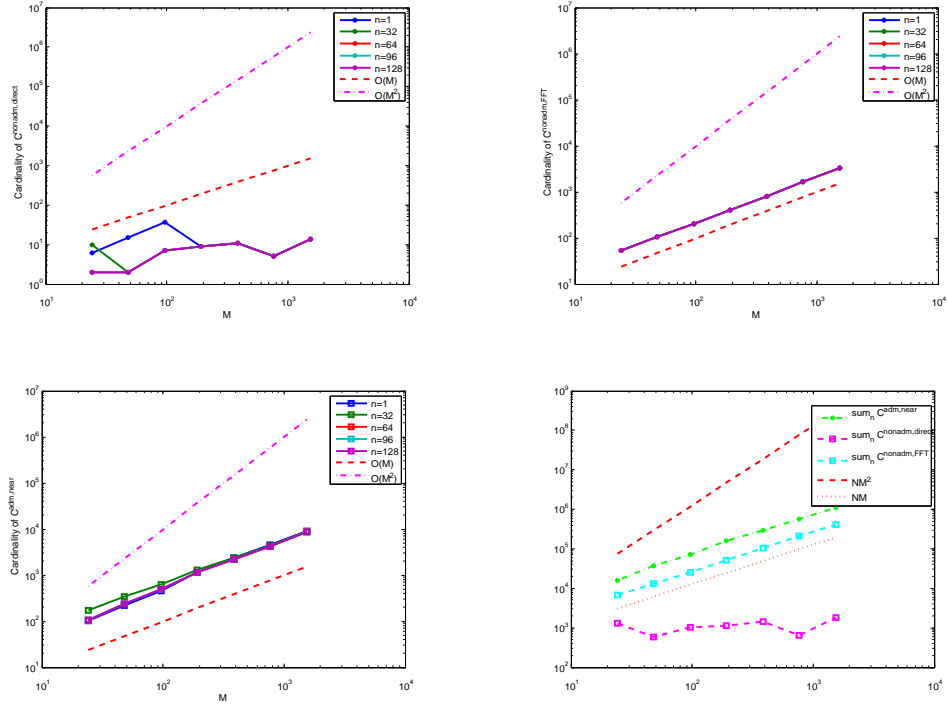 10^7
10^6
10^5
10^4
10^3
10^2
10^1
10^0
Cardinality of C^nonadm,direct
10^1
10^2
10^3
10^4
M
n=1
n=32
n=64
n=96
n=128
O(M)
O(M^2)
10^7
10^6
10^5
10^4
10^3
10^2
10^1
Cardinality of C^nonadm,FFT
10^1
10^2
10^3
10^4
M
n=1
n=32
n=64
n=96
n=128
O(M)
O(M^2)
10^7
10^6
10^5
10^4
10^3
10^2
10^1
Cardinality of C^adm,near
10^1
10^2
10^3
10^4
M
n=1
n=32
n=64
n=96
n=128
O(M)
O(M^2)
10^9
10^8
10^7
10^6
10^5
10^4
10^3
10^2
10^1
10^2
10^3
10^4
sum_n C^adm,near
sum_n C^nonadm,direct
sum_n C^nonadm,FFT
NM^2
NM